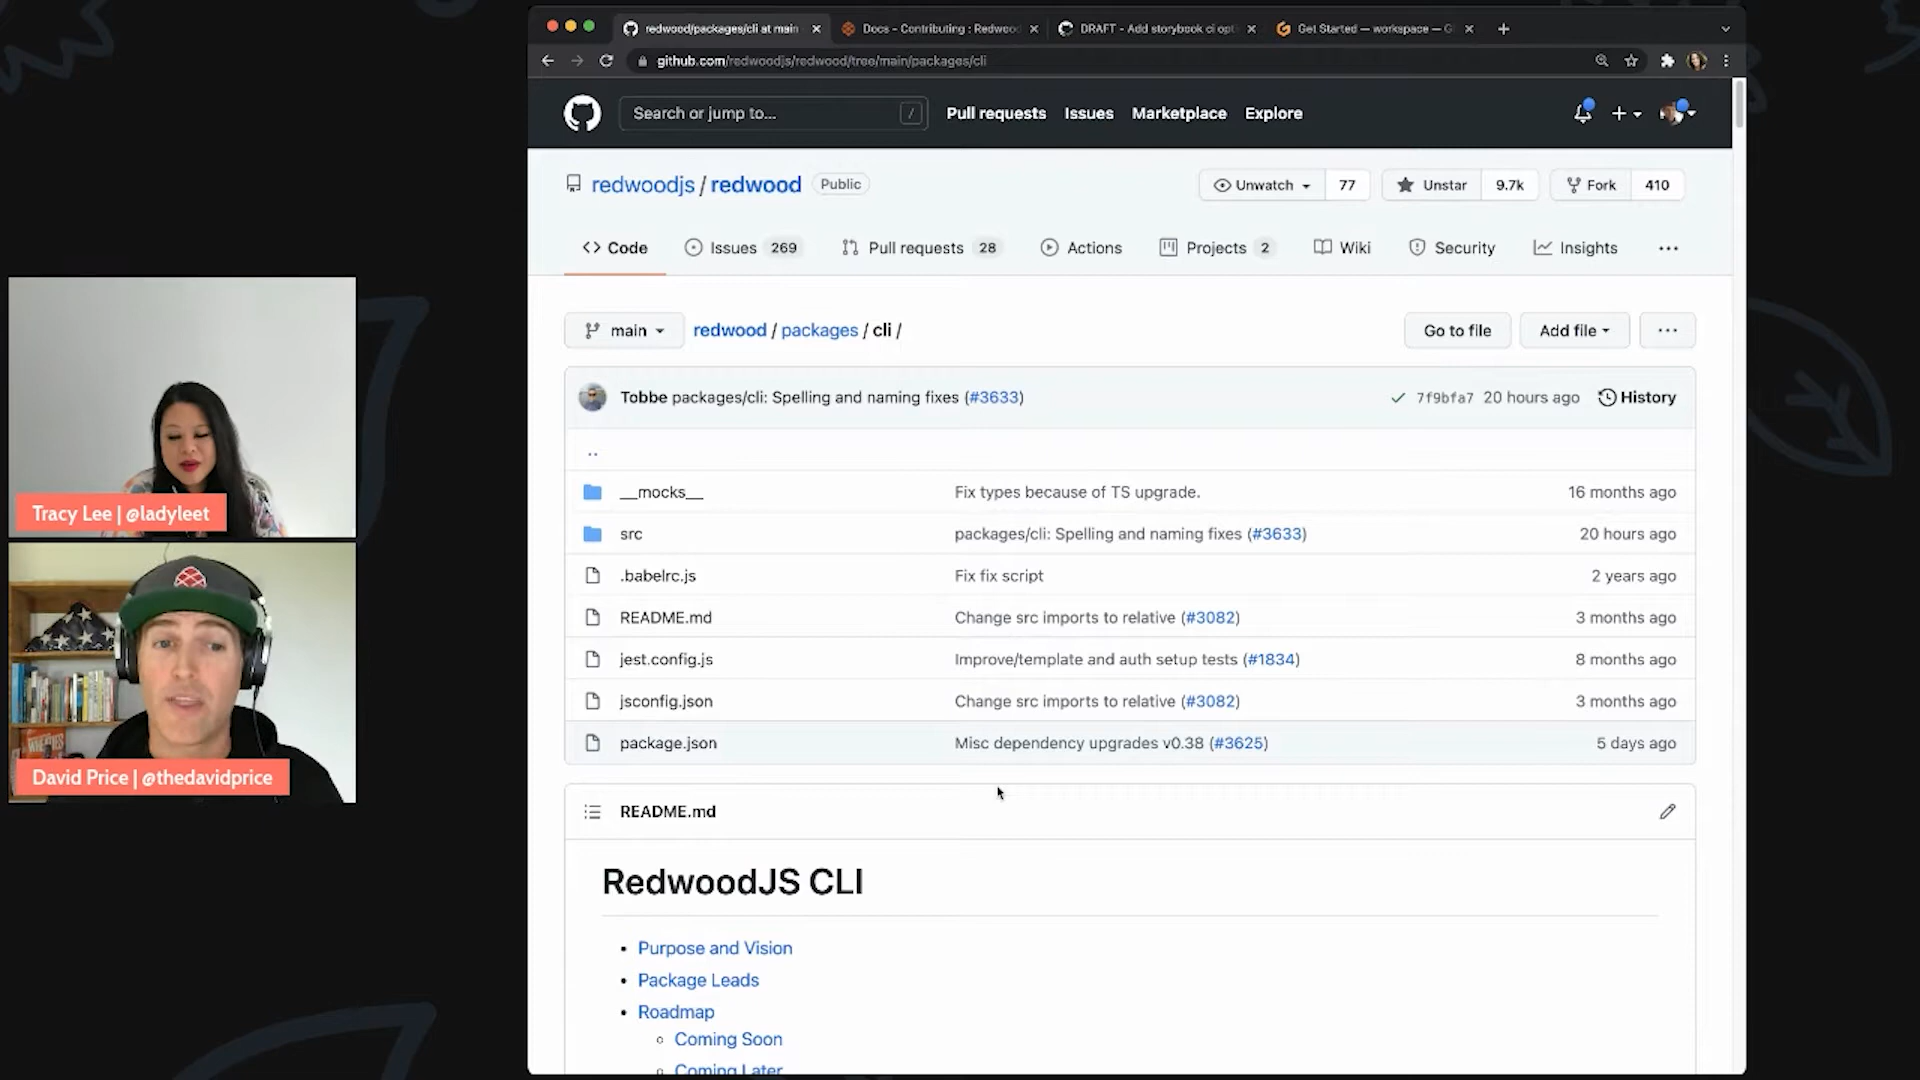 redwood/packages/cli at main
Docs - Contributing : Redwood
DRAFT - Add storybook ci opt
Get Started — workspace — G
github.com/redwoodjs/redwood/tree/main/packages/cli
Search or jump to... /
Pull requests Issues Marketplace Explore
redwoodjs / redwood Public
Unwatch 77 Unstar 9.7k Fork 410
Code Issues 269 Pull requests 28 Actions Projects 2 Wiki Security Insights
main redwood / packages / cli / Go to file Add file
Tobbe packages/cli: Spelling and naming fixes (#3633) 7f9bfa7 20 hours ago History
..
__mocks__ Fix types because of TS upgrade. 16 months ago
src packages/cli: Spelling and naming fixes (#3633) 20 hours ago
.babelrc.js Fix fix script 2 years ago
README.md Change src imports to relative (#3082) 3 months ago
jest.config.js Improve/template and auth setup tests (#1834) 8 months ago
jsconfig.json Change src imports to relative (#3082) 3 months ago
package.json Misc dependency upgrades v0.38 (#3625) 5 days ago
README.md
RedwoodJS CLI
Purpose and Vision
Package Leads
Roadmap
Coming Soon
Coming Later
Tracy Lee | @ladyleet
WHEATIES
David Price | @thedavidprice